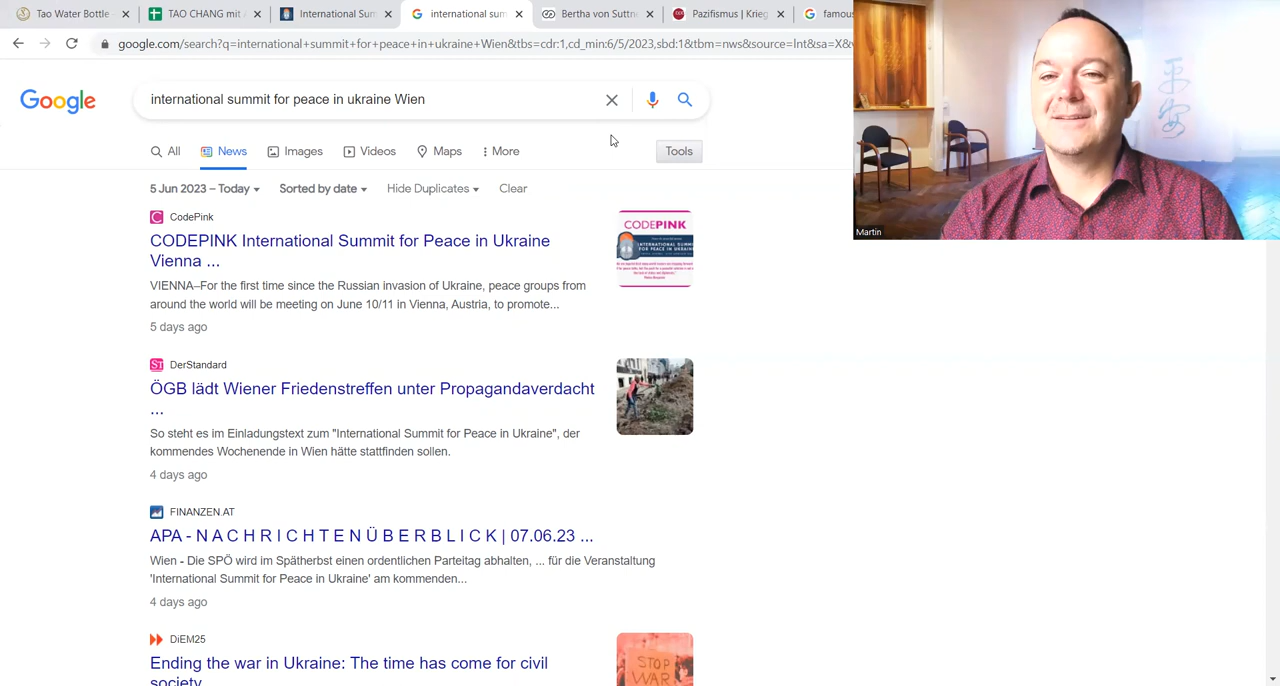 Tao Water Bottle -
TAO CHANG mit A
International Sum
international sum
Bertha von Suttne
Pazifismus | Krieg
famous
google.com/search?q=international+summit+for+peace+in+ukraine+Wien&tbs=cdr:1,cd_min:6/5/2023,sbd:1&tbm=nws&source=lnt&sa=X&v
Google
international summit for peace in ukraine Wien
All
News
Images
Videos
Maps
More
Tools
5 Jun 2023 – Today
Sorted by date
Hide Duplicates
Clear
Martin
平
安
CodePink
CODEPINK International Summit for Peace in Ukraine
Vienna ...
VIENNA–For the first time since the Russian invasion of Ukraine, peace groups from
around the world will be meeting on June 10/11 in Vienna, Austria, to promote...
5 days ago
CODEPINK
INTERNATIONAL SUMMIT
FOR PEACE IN UKRAINE
DerStandard
ÖGB lädt Wiener Friedenstreffen unter Propagandaverdacht
...
So steht es im Einladungstext zum "International Summit for Peace in Ukraine", der
kommendes Wochenende in Wien hätte stattfinden sollen.
4 days ago
FINANZEN.AT
APA - N A C H R I C H T E N Ü B E R B L I C K | 07.06.23 ...
Wien - Die SPÖ wird im Spätherbst einen ordentlichen Parteitag abhalten, ... für die Veranstaltung
'International Summit for Peace in Ukraine' am kommenden...
4 days ago
DiEM25
Ending the war in Ukraine: The time has come for civil
society
STOP
WAR